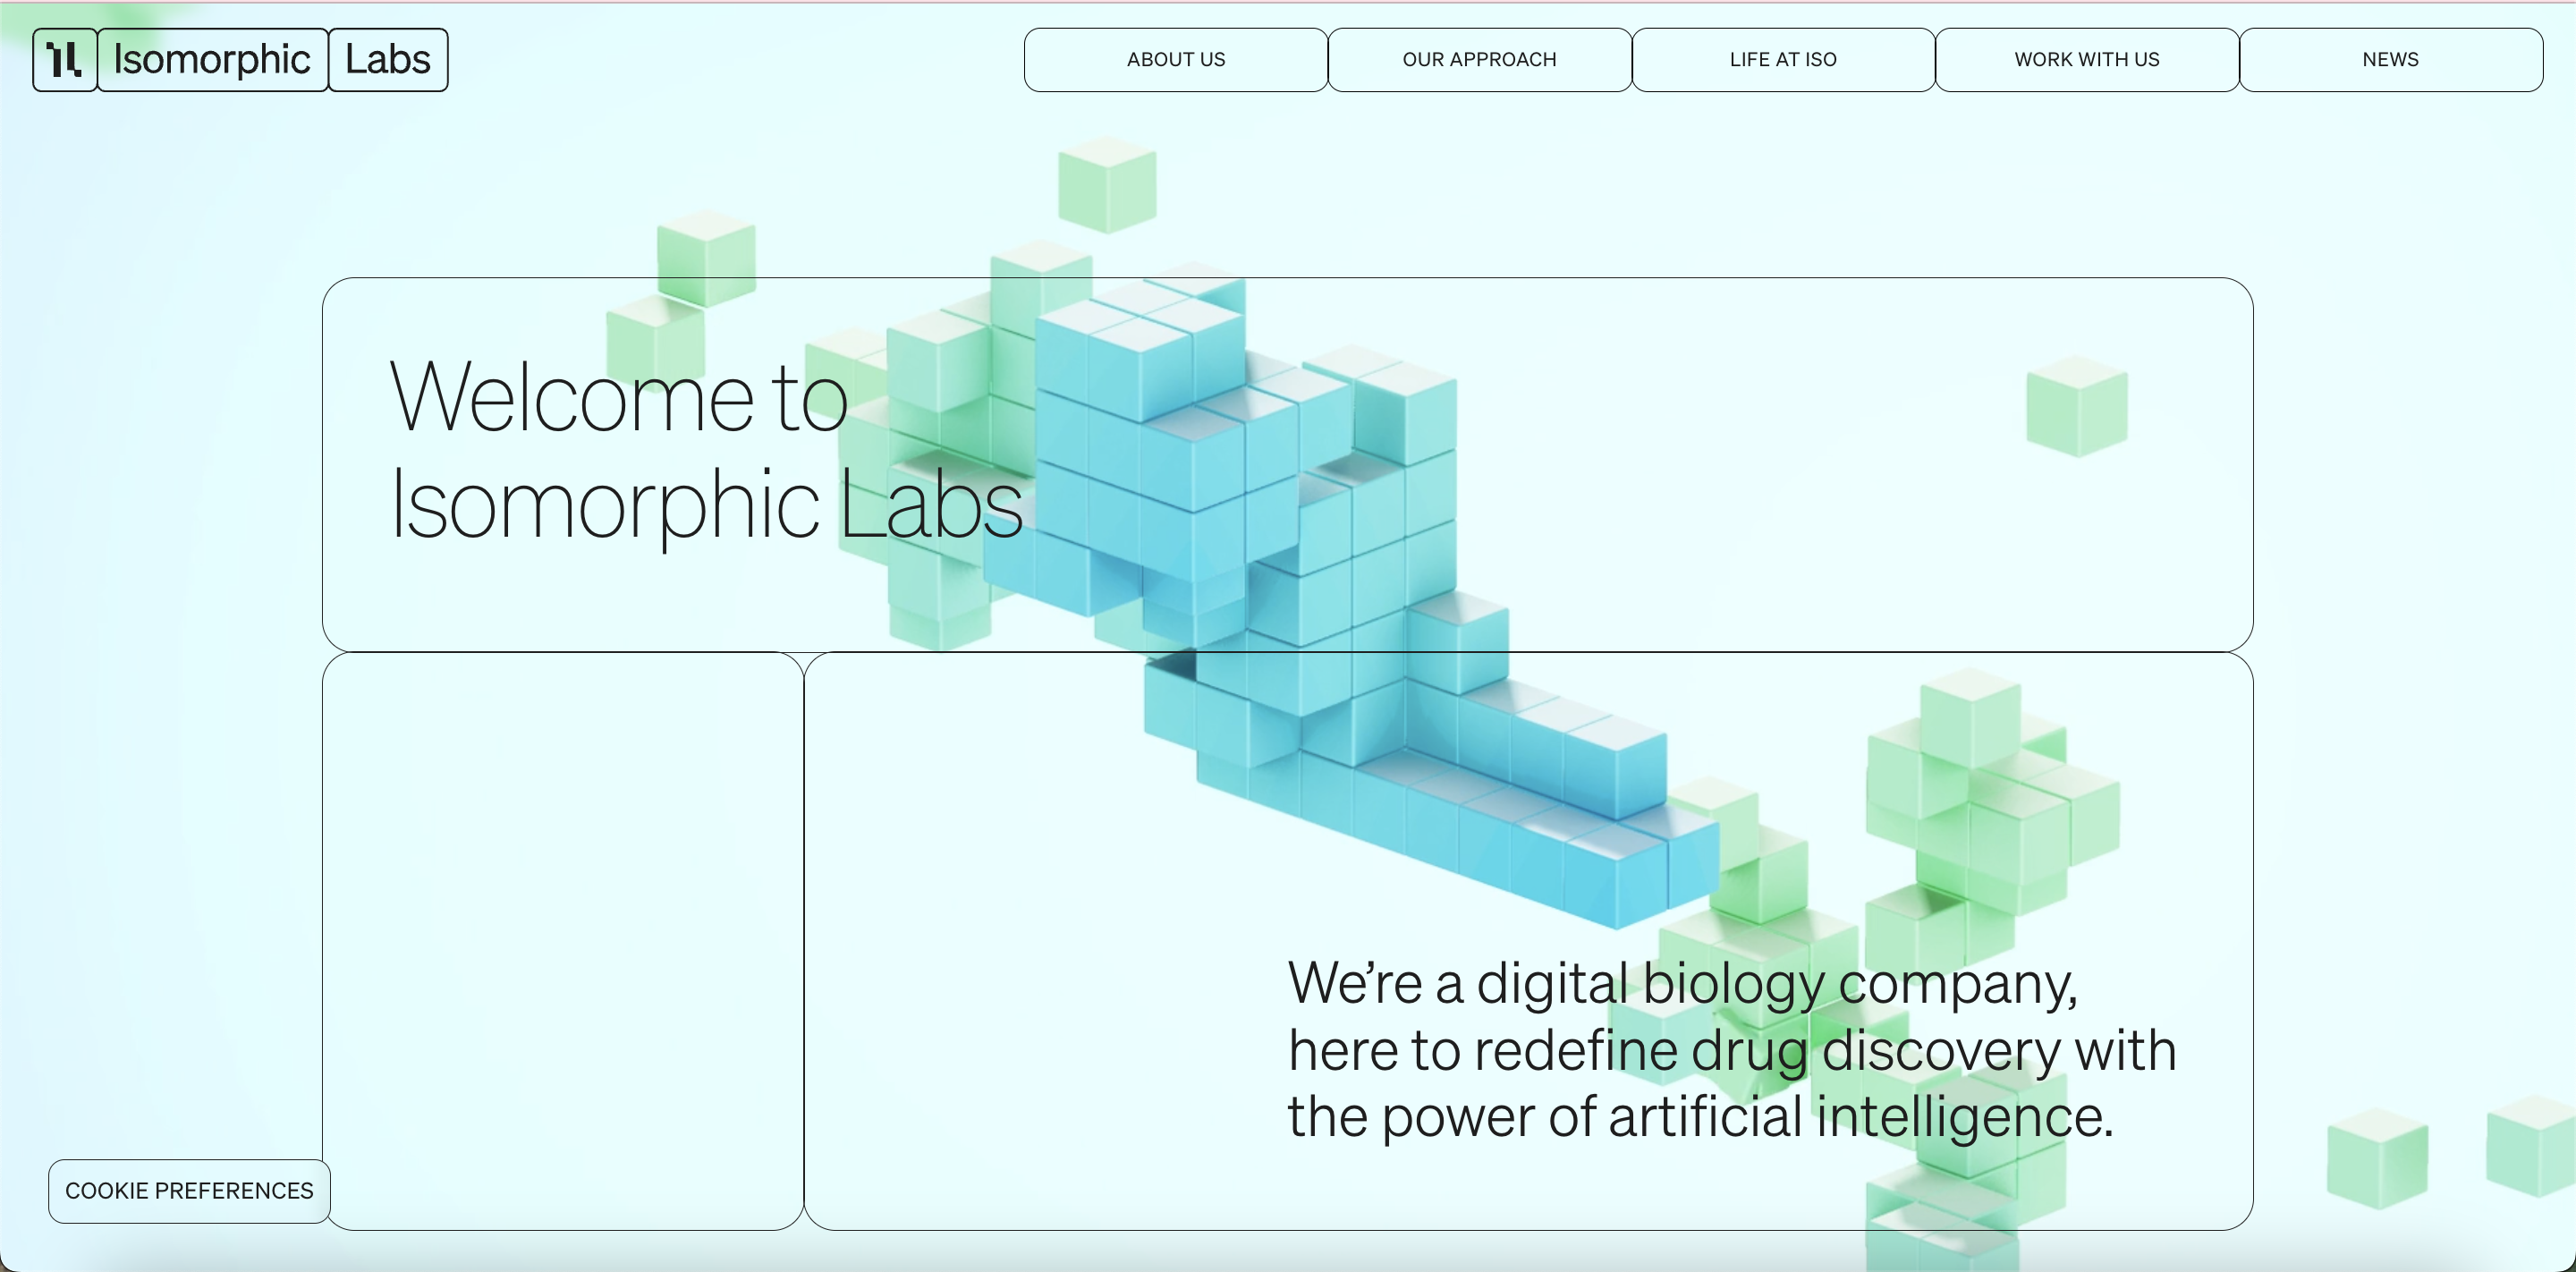 Isomorphic Labs
ABOUT US
OUR APPROACH
LIFE AT ISO
WORK WITH US
NEWS
Welcome to
Isomorphic Labs
We’re a digital biology company,
here to redefine drug discovery with
the power of artificial intelligence.
COOKIE PREFERENCES